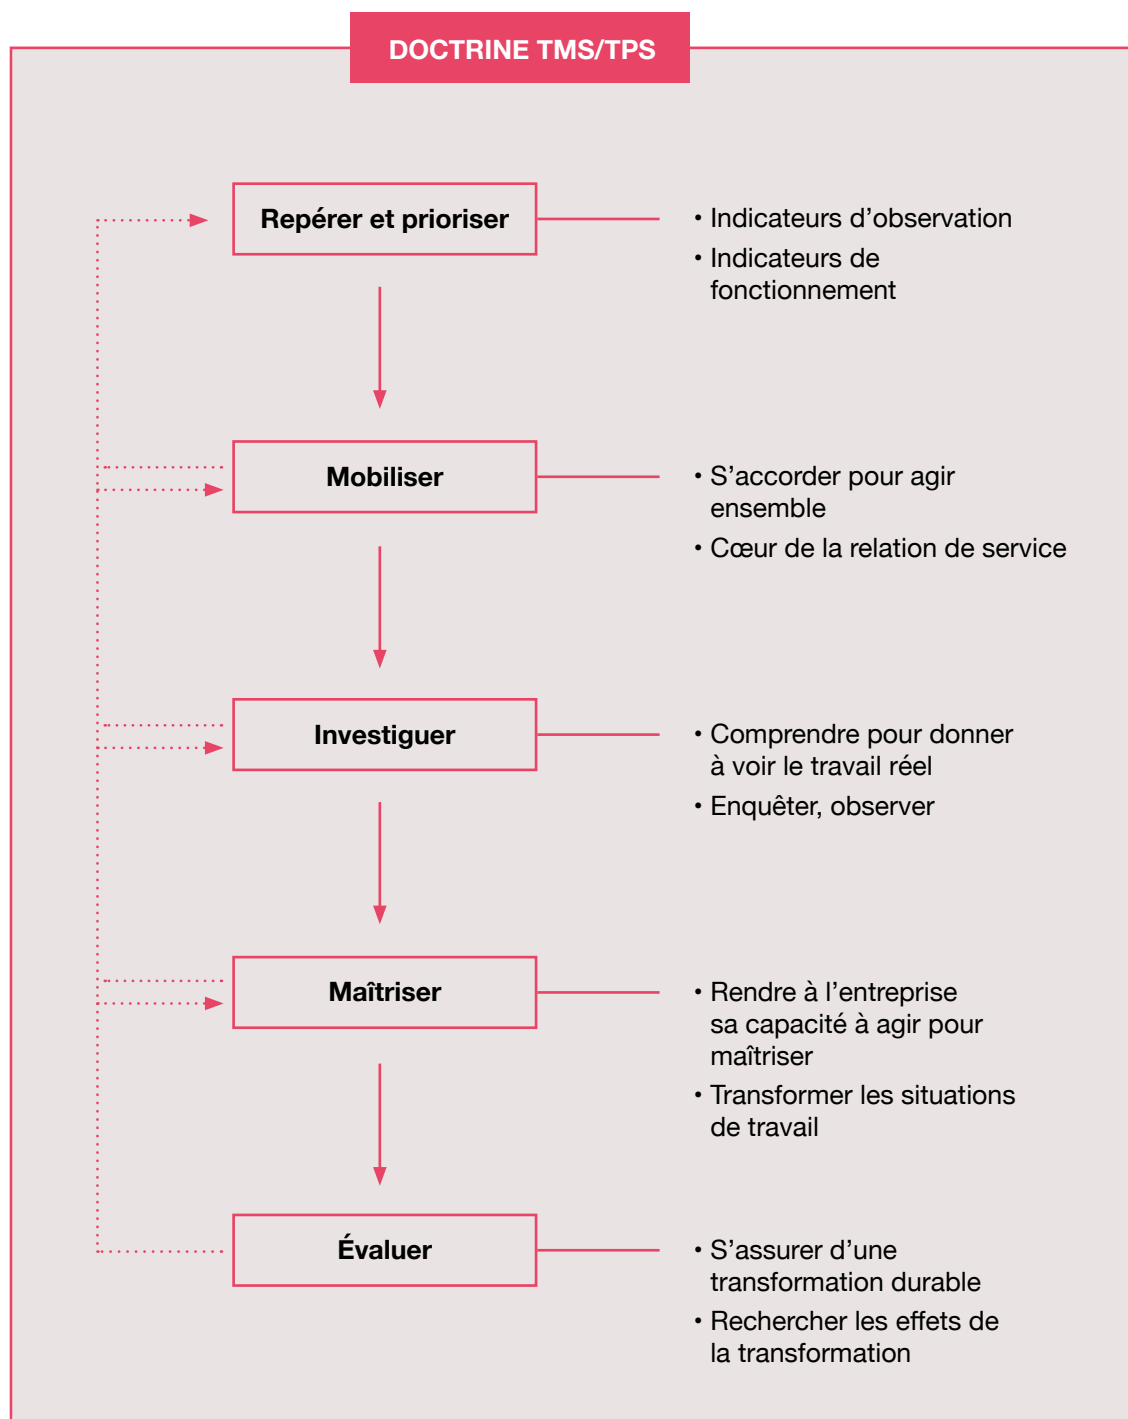 DOCTRINE TMS/TPS
Repérer et prioriser
• Indicateurs d’observation
• Indicateurs de
fonctionnement
Mobiliser
• S’accorder pour agir
ensemble
• Cœur de la relation de service
Investiguer
• Comprendre pour donner
à voir le travail réel
• Enquêter, observer
Maîtriser
• Rendre à l’entreprise
sa capacité à agir pour
maîtriser
• Transformer les situations
de travail
Évaluer
• S’assurer d’une
transformation durable
• Rechercher les effets de
la transformation